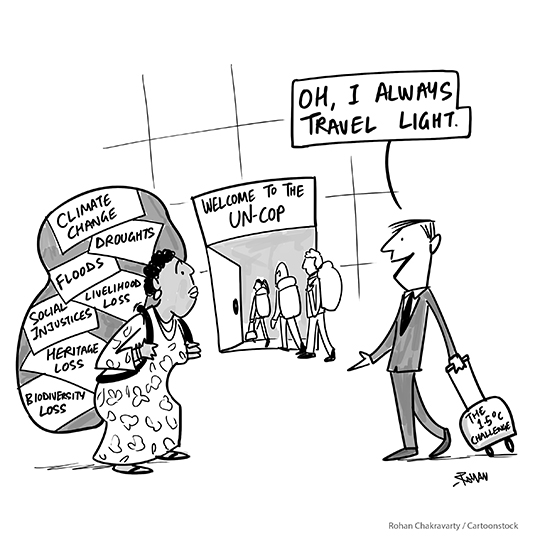 OH, I ALWAYS
TRAVEL LIGHT.
WELCOME TO THE
UN-COP
CLIMATE
CHANGE
DROUGHTS
FLOODS
LIVELIHOOD
LOSS
SOCIAL
INJUSTICES
HERITAGE
LOSS
BIODIVERSITY
LOSS
THE
1.5°C
CHALLENGE
ROHAN
Rohan Chakravarty / Cartoonstock